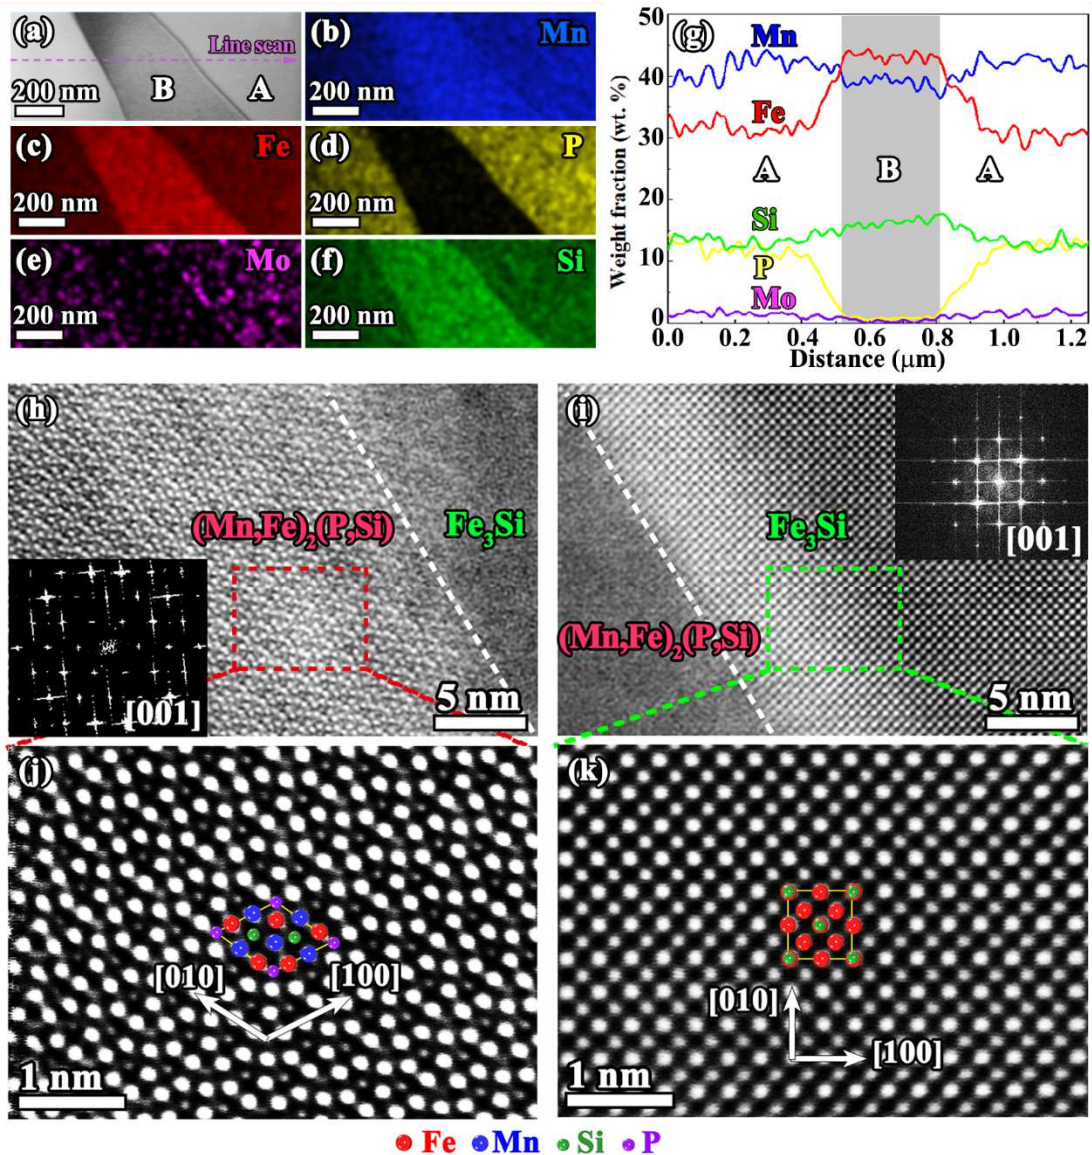 (a)
Line scan
B
A
200 nm
(b)
Mn
200 nm
(c)
Fe
200 nm
(d)
P
200 nm
(e)
Mo
200 nm
(f)
Si
200 nm
(g)
Weight fraction (wt. %)
50
40
30
20
10
0
Mn
Fe
A
B
A
Si
P
Mo
0.0 0.2 0.4 0.6 0.8 1.0 1.2
Distance (μm)
(h)
(Mn,Fe)₂(P,Si)
Fe₃Si
[001]
5 nm
(i)
Fe₃Si
[001]
(Mn,Fe)₂(P,Si)
5 nm
(j)
[010]
[100]
1 nm
(k)
[010]
[100]
1 nm
Fe Mn Si P